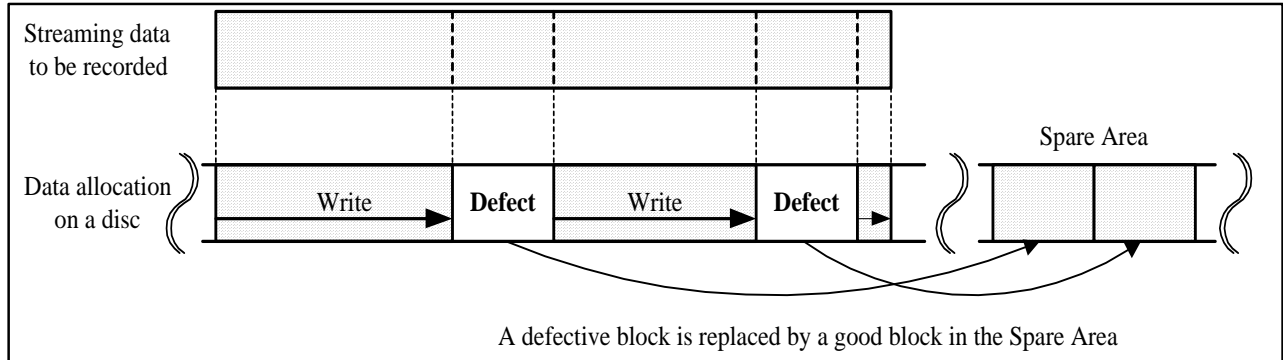 Streaming data
to be recorded
Spare Area
Data allocation
on a disc
Write
Defect
Write
Defect
A defective block is replaced by a good block in the Spare Area